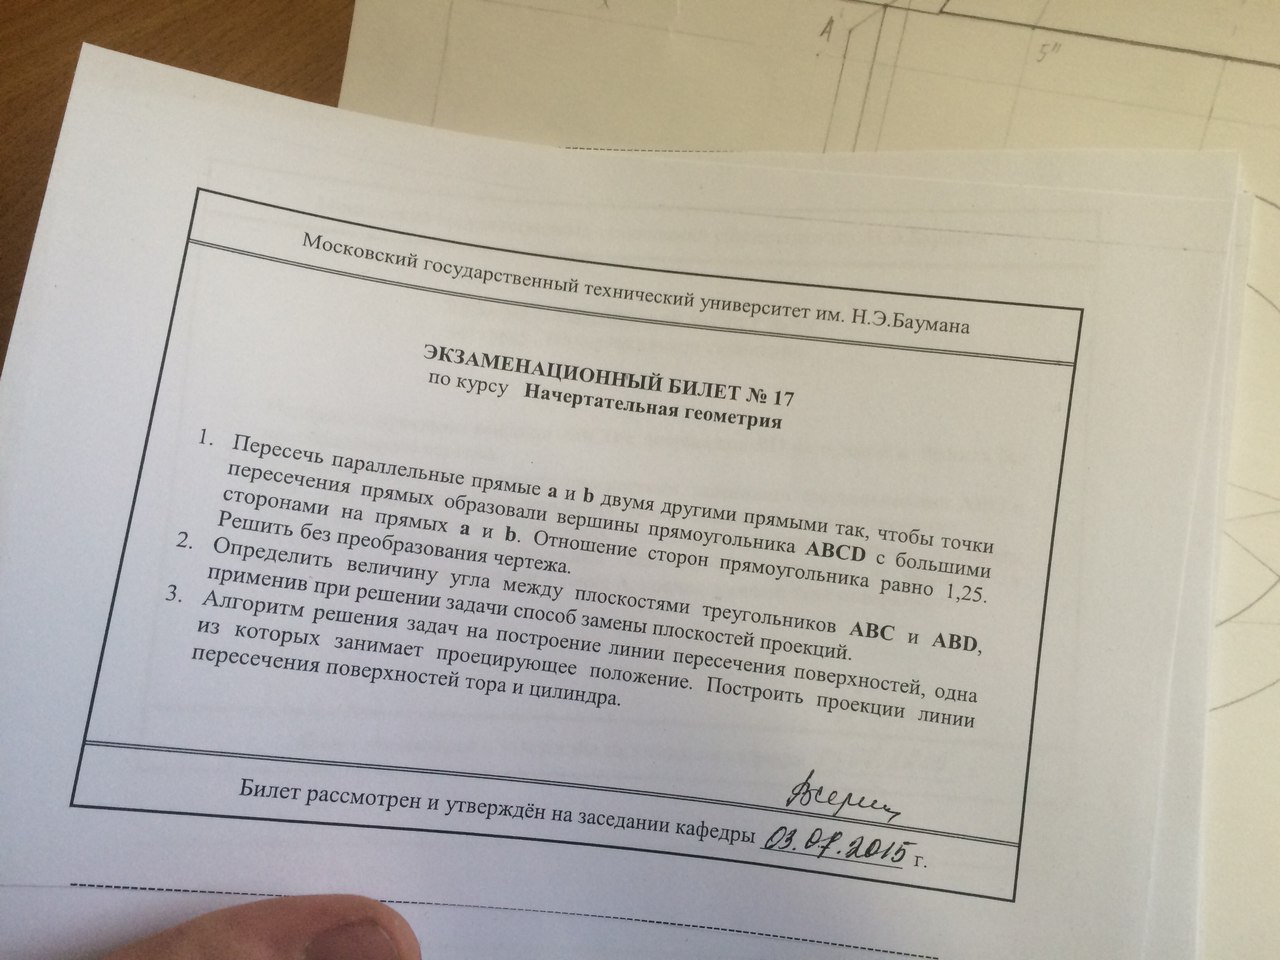 А
5"
Московский государственный технический университет им. Н.Э.Баумана
ЭКЗАМЕНАЦИОННЫЙ БИЛЕТ № 17
по курсу Начертательная геометрия
1. Пересечь параллельные прямые a и b двумя другими прямыми так, чтобы точки
пересечения прямых образовали вершины прямоугольника ABCD с большими
сторонами на прямых a и b. Отношение сторон прямоугольника равно 1,25.
Решить без преобразования чертежа.
2. Определить величину угла между плоскостями треугольников ABC и ABD,
применив при решении задачи способ замены плоскостей проекций.
3. Алгоритм решения задач на построение линии пересечения поверхностей, одна
из которых занимает проецирующее положение. Построить проекции линии
пересечения поверхностей тора и цилиндра.
Билет рассмотрен и утверждён на заседании кафедры 03.07.2015 г.